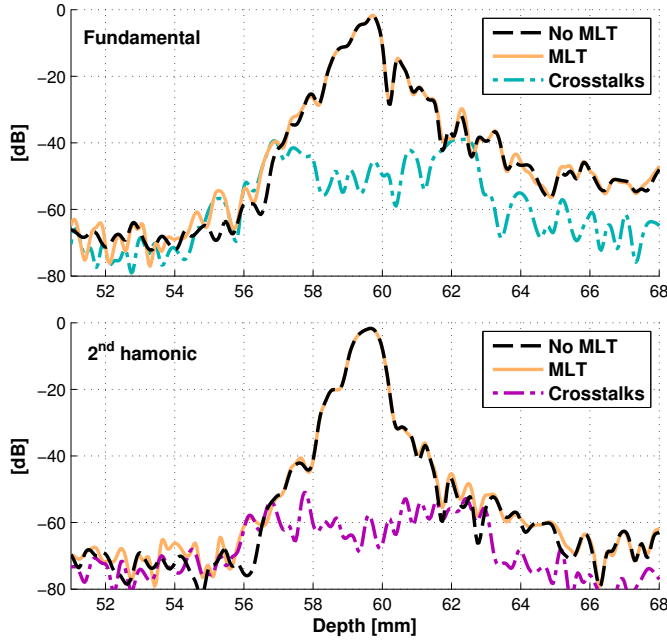 0
Fundamental
No MLT
MLT
Crosstalks
−20
−40
−60
−80
[dB]
52 54 56 58 60 62 64 66 68
0
2nd hamonic
No MLT
MLT
Crosstalks
−20
−40
−60
−80
[dB]
52 54 56 58 60 62 64 66 68
Depth [mm]